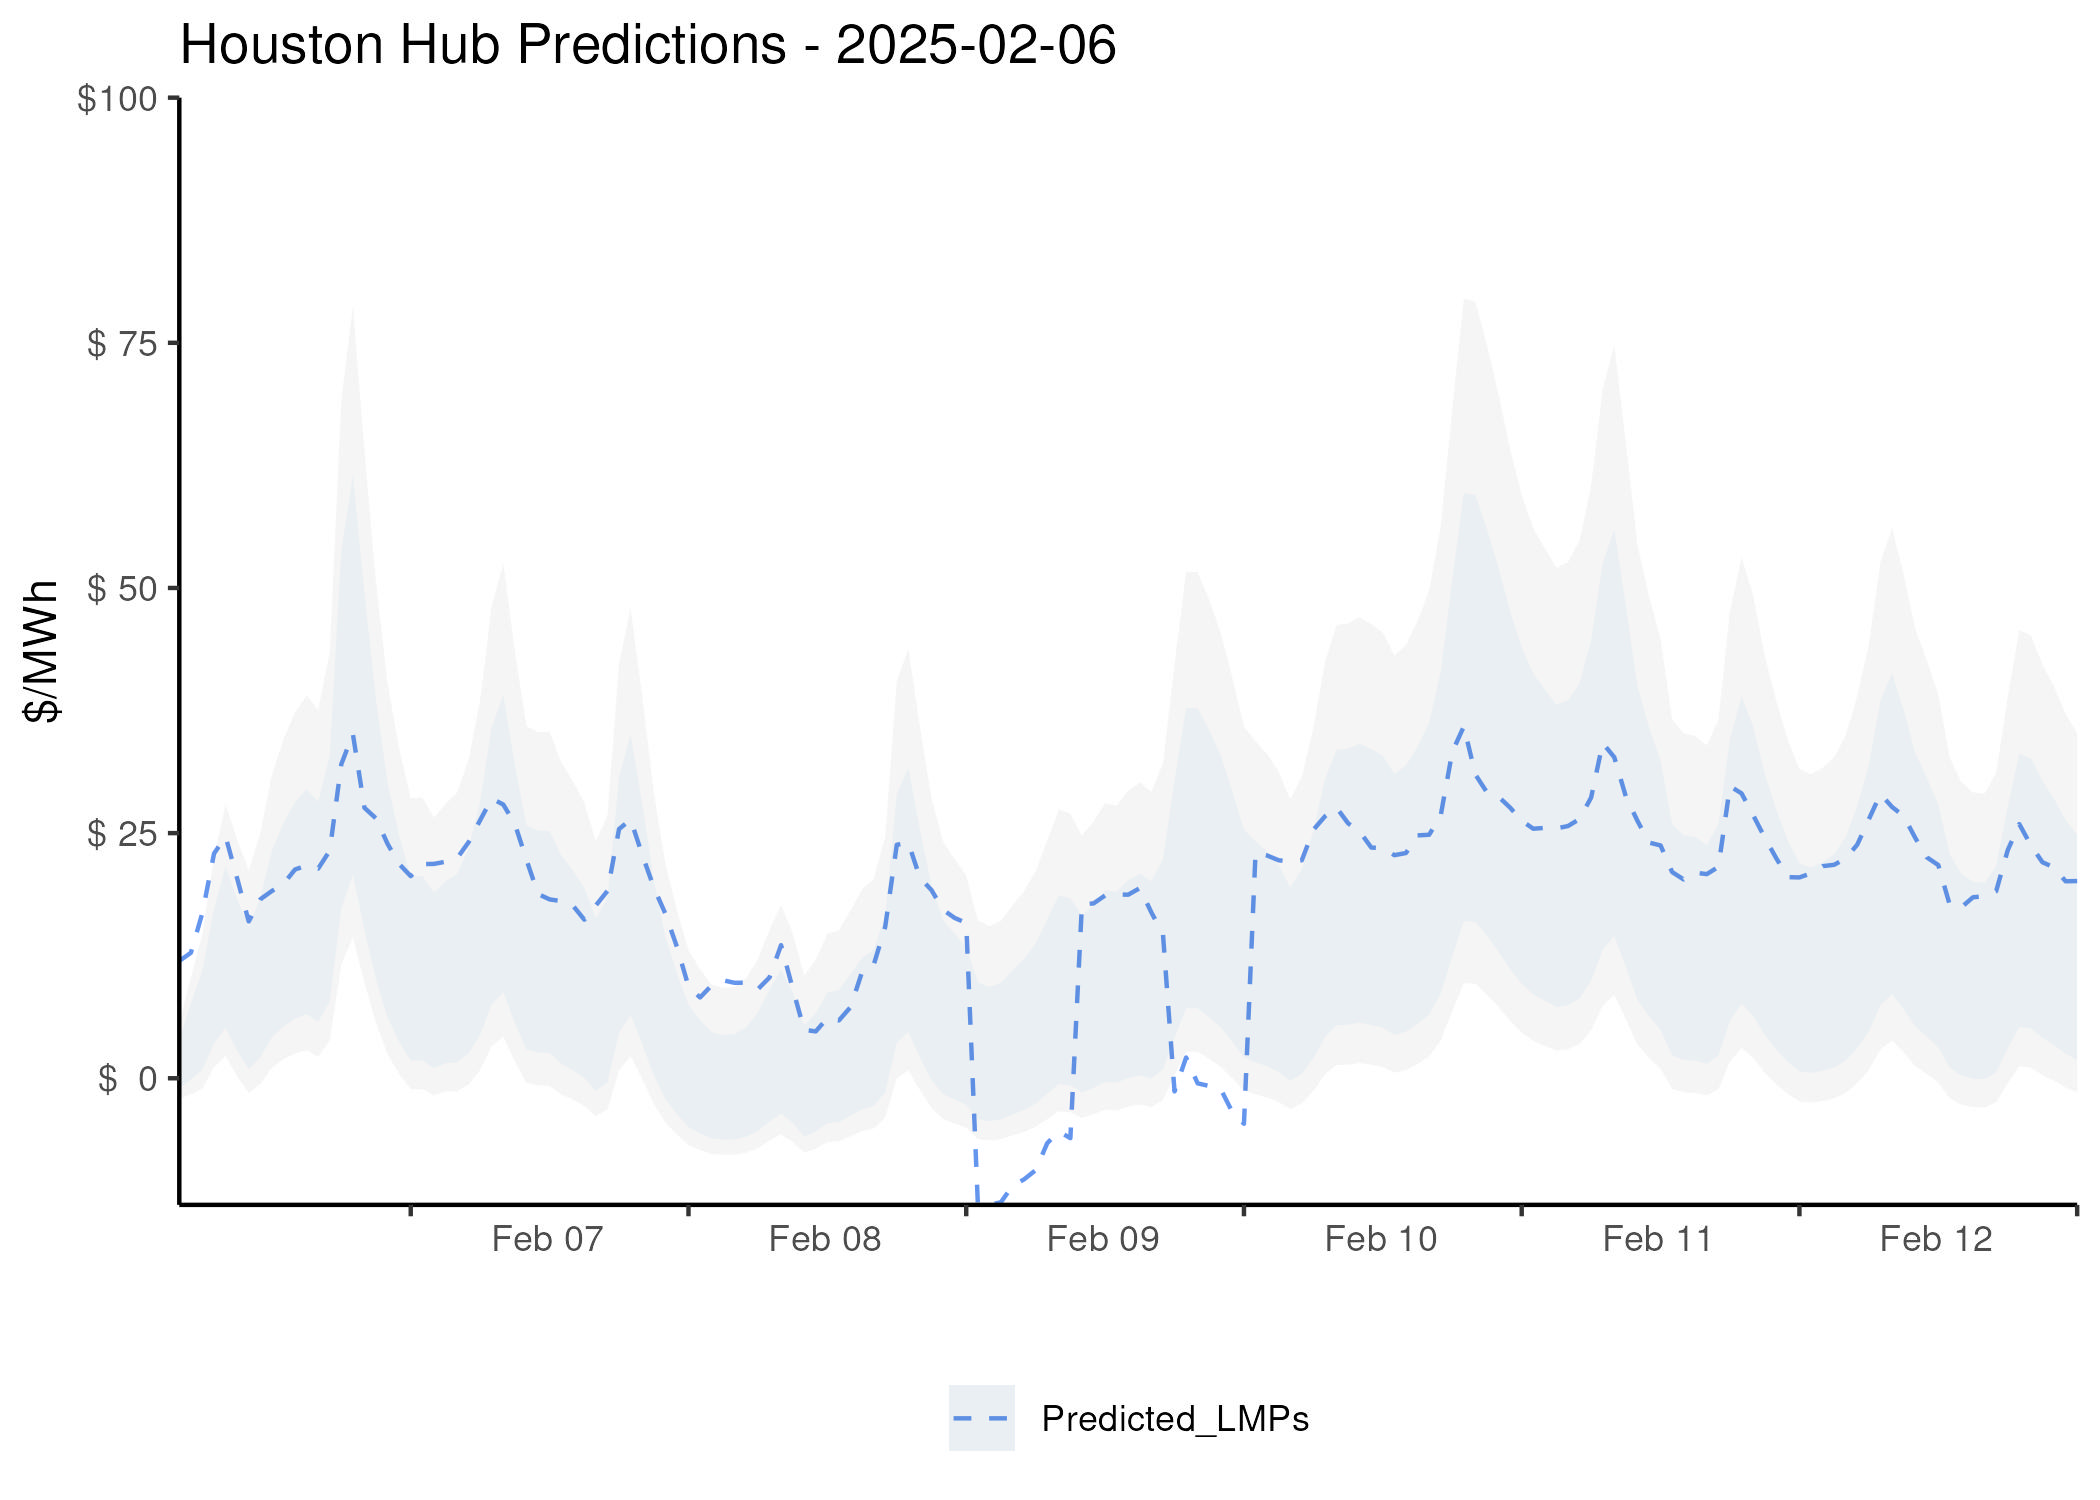 Houston Hub Predictions - 2025-02-06
$100
$ 75
$ 50
$ 25
$ 0
$/MWh
Feb 07 Feb 08 Feb 09 Feb 10 Feb 11 Feb 12
Predicted_LMPs